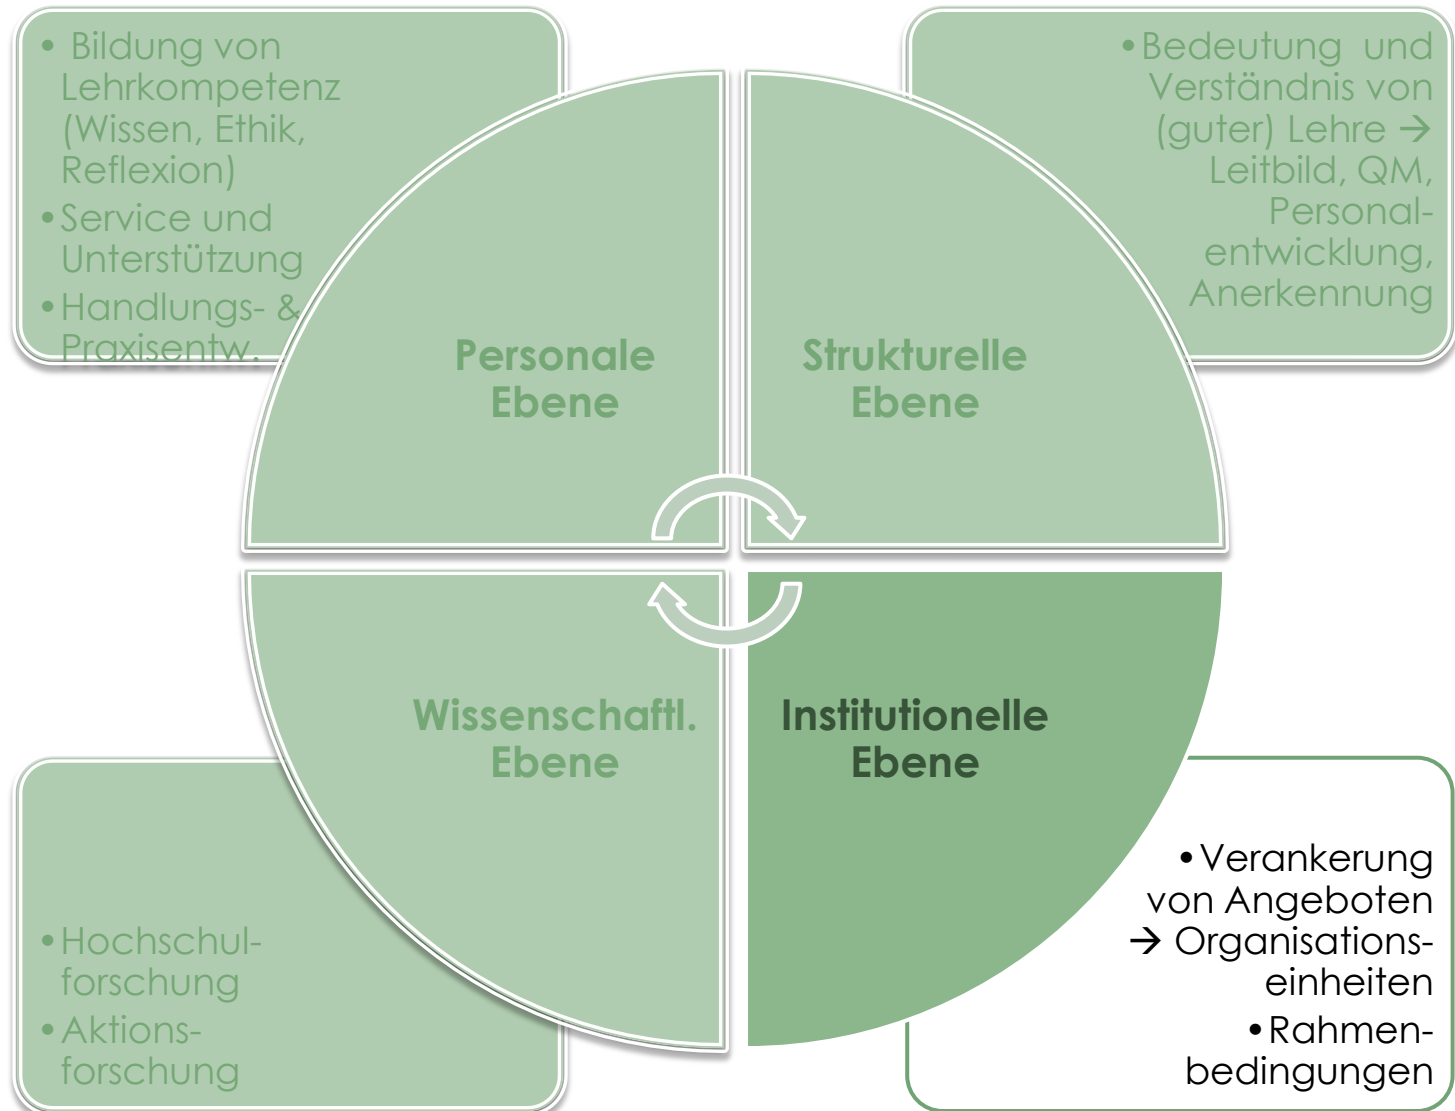 • Bildung von
Lehrkompetenz
(Wissen, Ethik,
Reflexion)
• Service und
Unterstützung
• Handlungs- &
Praxisentw.
• Bedeutung und
Verständnis von
(guter) Lehre →
Leitbild, QM,
Personal-
entwicklung,
Anerkennung
Personale
Ebene
Strukturelle
Ebene
Wissenschaftl.
Ebene
Institutionelle
Ebene
• Hochschul-
forschung
• Aktions-
forschung
• Verankerung
von Angeboten
→ Organisations-
einheiten
• Rahmen-
bedingungen